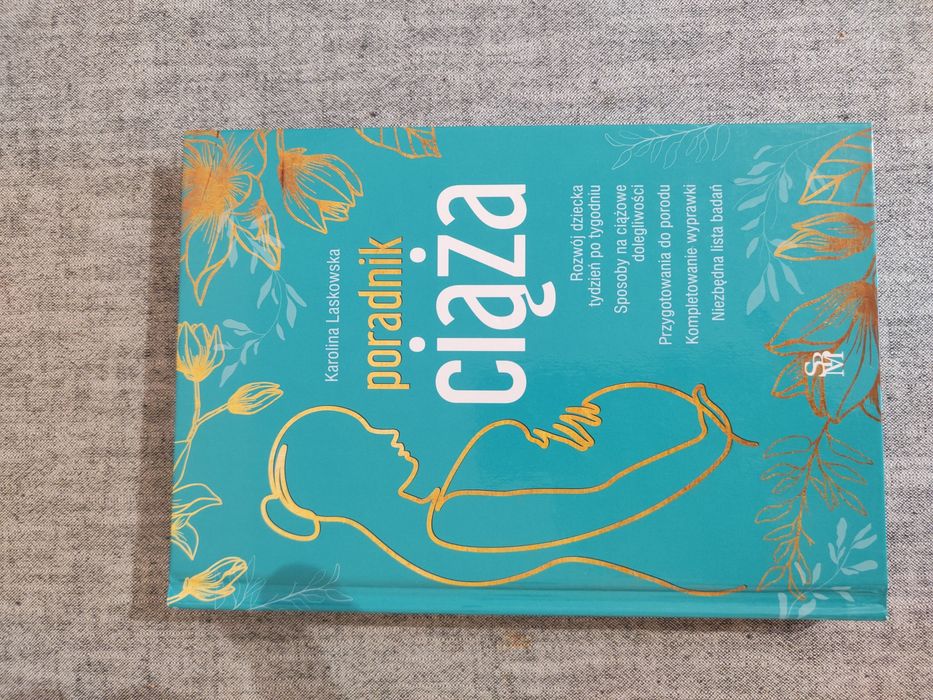 Karolina Laskowska
poradnik
ciąża
Rozwój dziecka
tydzień po tygodniu
Sposoby na ciążowe
dolegliwości
Przygotowania do porodu
Kompletowanie wyprawki
Niezbędna lista badań
SBM